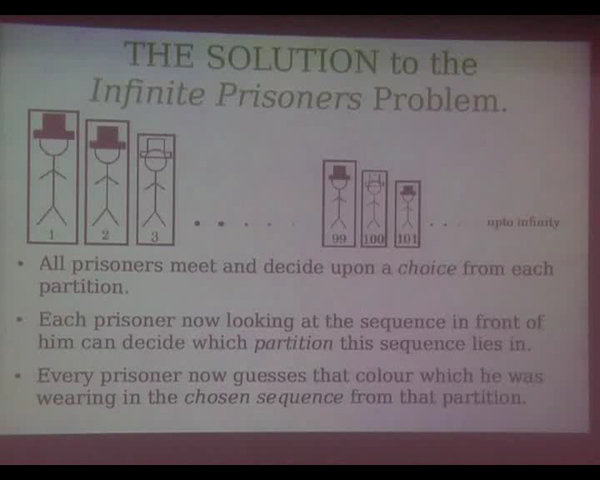 THE SOLUTION to the
Infinite Prisoners Problem.
1 2 3 99 100 101 upto infinity
• All prisoners meet and decide upon a choice from each
partition.
• Each prisoner now looking at the sequence in front of
him can decide which partition this sequence lies in.
• Every prisoner now guesses that colour which he was
wearing in the chosen sequence from that partition.